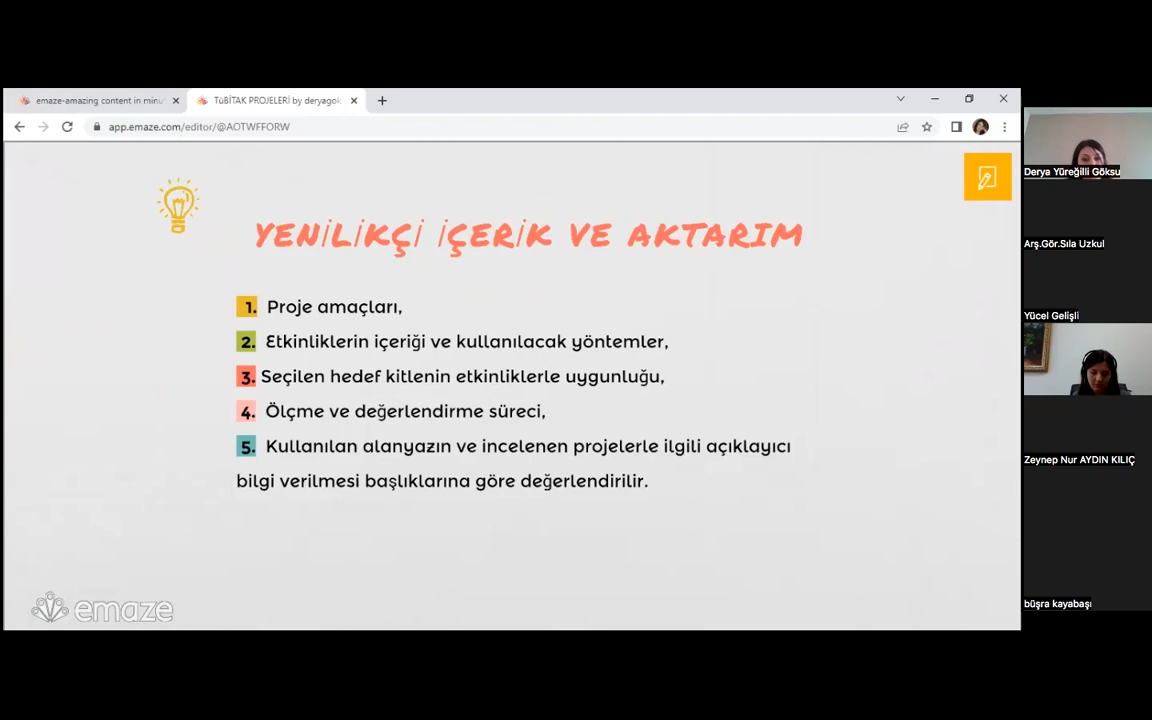 emaze-amazing content in minu
TüBİTAK PROJELERİ by deryagok
app.emaze.com/editor/@AOTWFFORW
YENİLİKÇİ İÇERİK VE AKTARIM
1. Proje amaçları,
2. Etkinliklerin içeriği ve kullanılacak yöntemler,
3. Seçilen hedef kitlenin etkinliklerle uygunluğu,
4. Ölçme ve değerlendirme süreci,
5. Kullanılan alanyazın ve incelenen projelerle ilgili açıklayıcı
bilgi verilmesi başlıklarına göre değerlendirilir.
emaze
Derya Yüreğilli Göksu
Arş.Gör.Sıla Uzkul
Yücel Gelişli
Zeynep Nur AYDIN KILIÇ
büşra kayabaşı